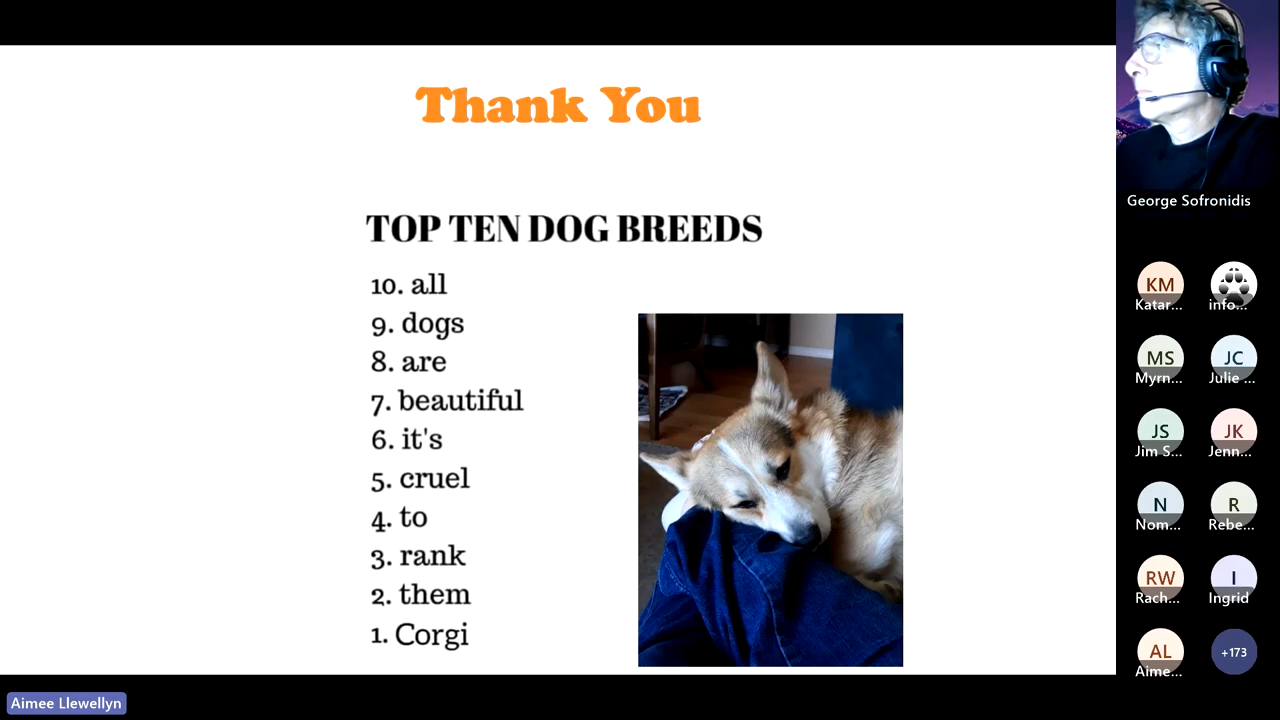 Thank You
TOP TEN DOG BREEDS
10. all
9. dogs
8. are
7. beautiful
6. it's
5. cruel
4. to
3. rank
2. them
1. Corgi
George Sofronidis
KM
Katar...
info...
MS
Myrn...
JC
Julie ...
JS
Jim S...
JK
Jenn...
N
Nom...
R
Rebe...
RW
Rach...
I
Ingrid
AL
Aime...
+173
Aimee Llewellyn